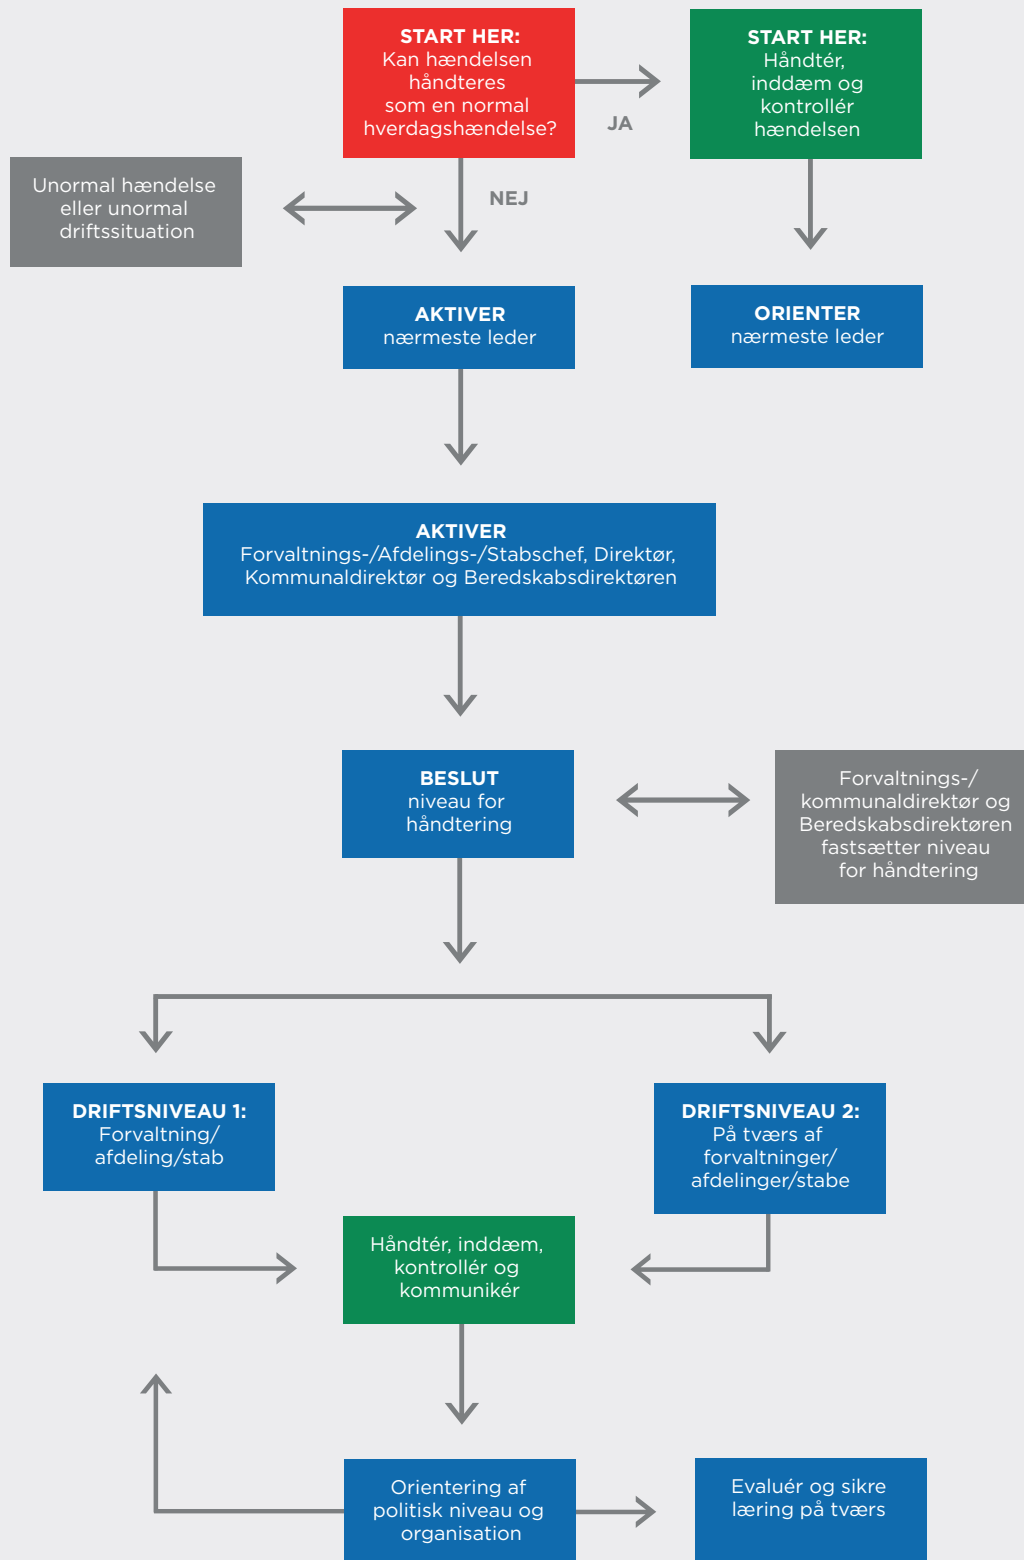 START HER:
Kan hændelsen
håndteres
som en normal
hverdagshændelse?
JA
START HER:
Håndtér,
inddæm og
kontrollér
hændelsen
Unormal hændelse
eller unormal
driftssituation
NEJ
AKTIVER
nærmeste leder
ORIENTER
nærmeste leder
AKTIVER
Forvaltnings-/Afdelings-/Stabschef, Direktør,
Kommunaldirektør og Beredskabsdirektøren
BESLUT
niveau for
håndtering
Forvaltnings-/
kommunaldirektør og
Beredskabsdirektøren
fastsætter niveau
for håndtering
DRIFTSNIVEAU 1:
Forvaltning/
afdeling/stab
DRIFTSNIVEAU 2:
På tværs af
forvaltninger/
afdelinger/stabe
Håndtér, inddæm,
kontrollér og
kommunikér
Orientering af
politisk niveau og
organisation
Evaluér og sikre
læring på tværs